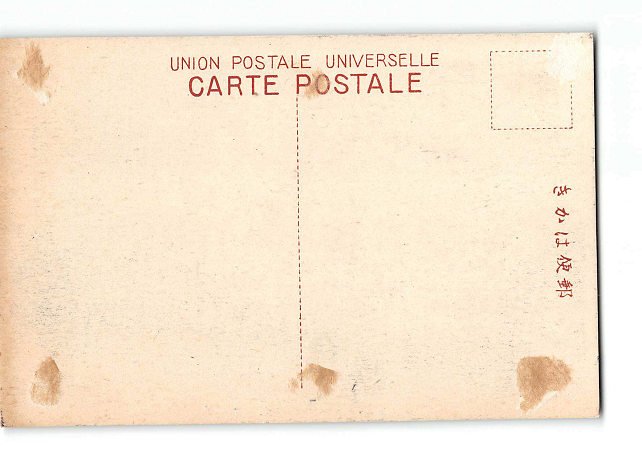 UNION POSTALE UNIVERSELLE
CARTE POSTALE
郵便はかき